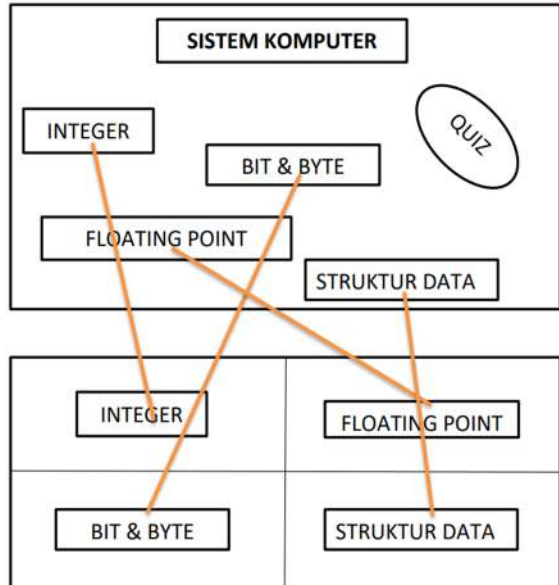 SISTEM KOMPUTER
INTEGER
QUIZ
BIT & BYTE
FLOATING POINT
STRUKTUR DATA
INTEGER
FLOATING POINT
BIT & BYTE
STRUKTUR DATA